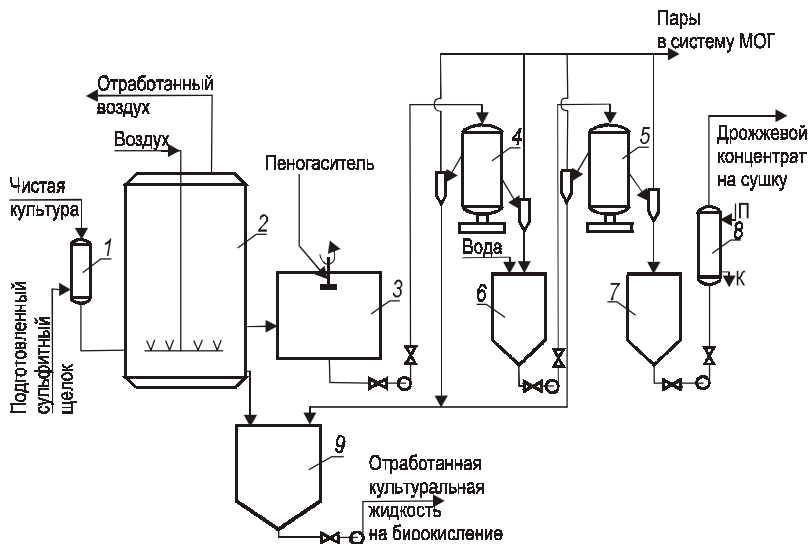 Пары
в систему МОГ
Отработанный
воздух
Воздух
Пеногаситель
Чистая
культура
Дрожжевой
концентрат
на сушку
1
2
3
4
5
Вода
6
7
П
8
К
Подготовленный
сульфитный
щелок
9
Отработанная
культуральная
жидкость
на биоокисление